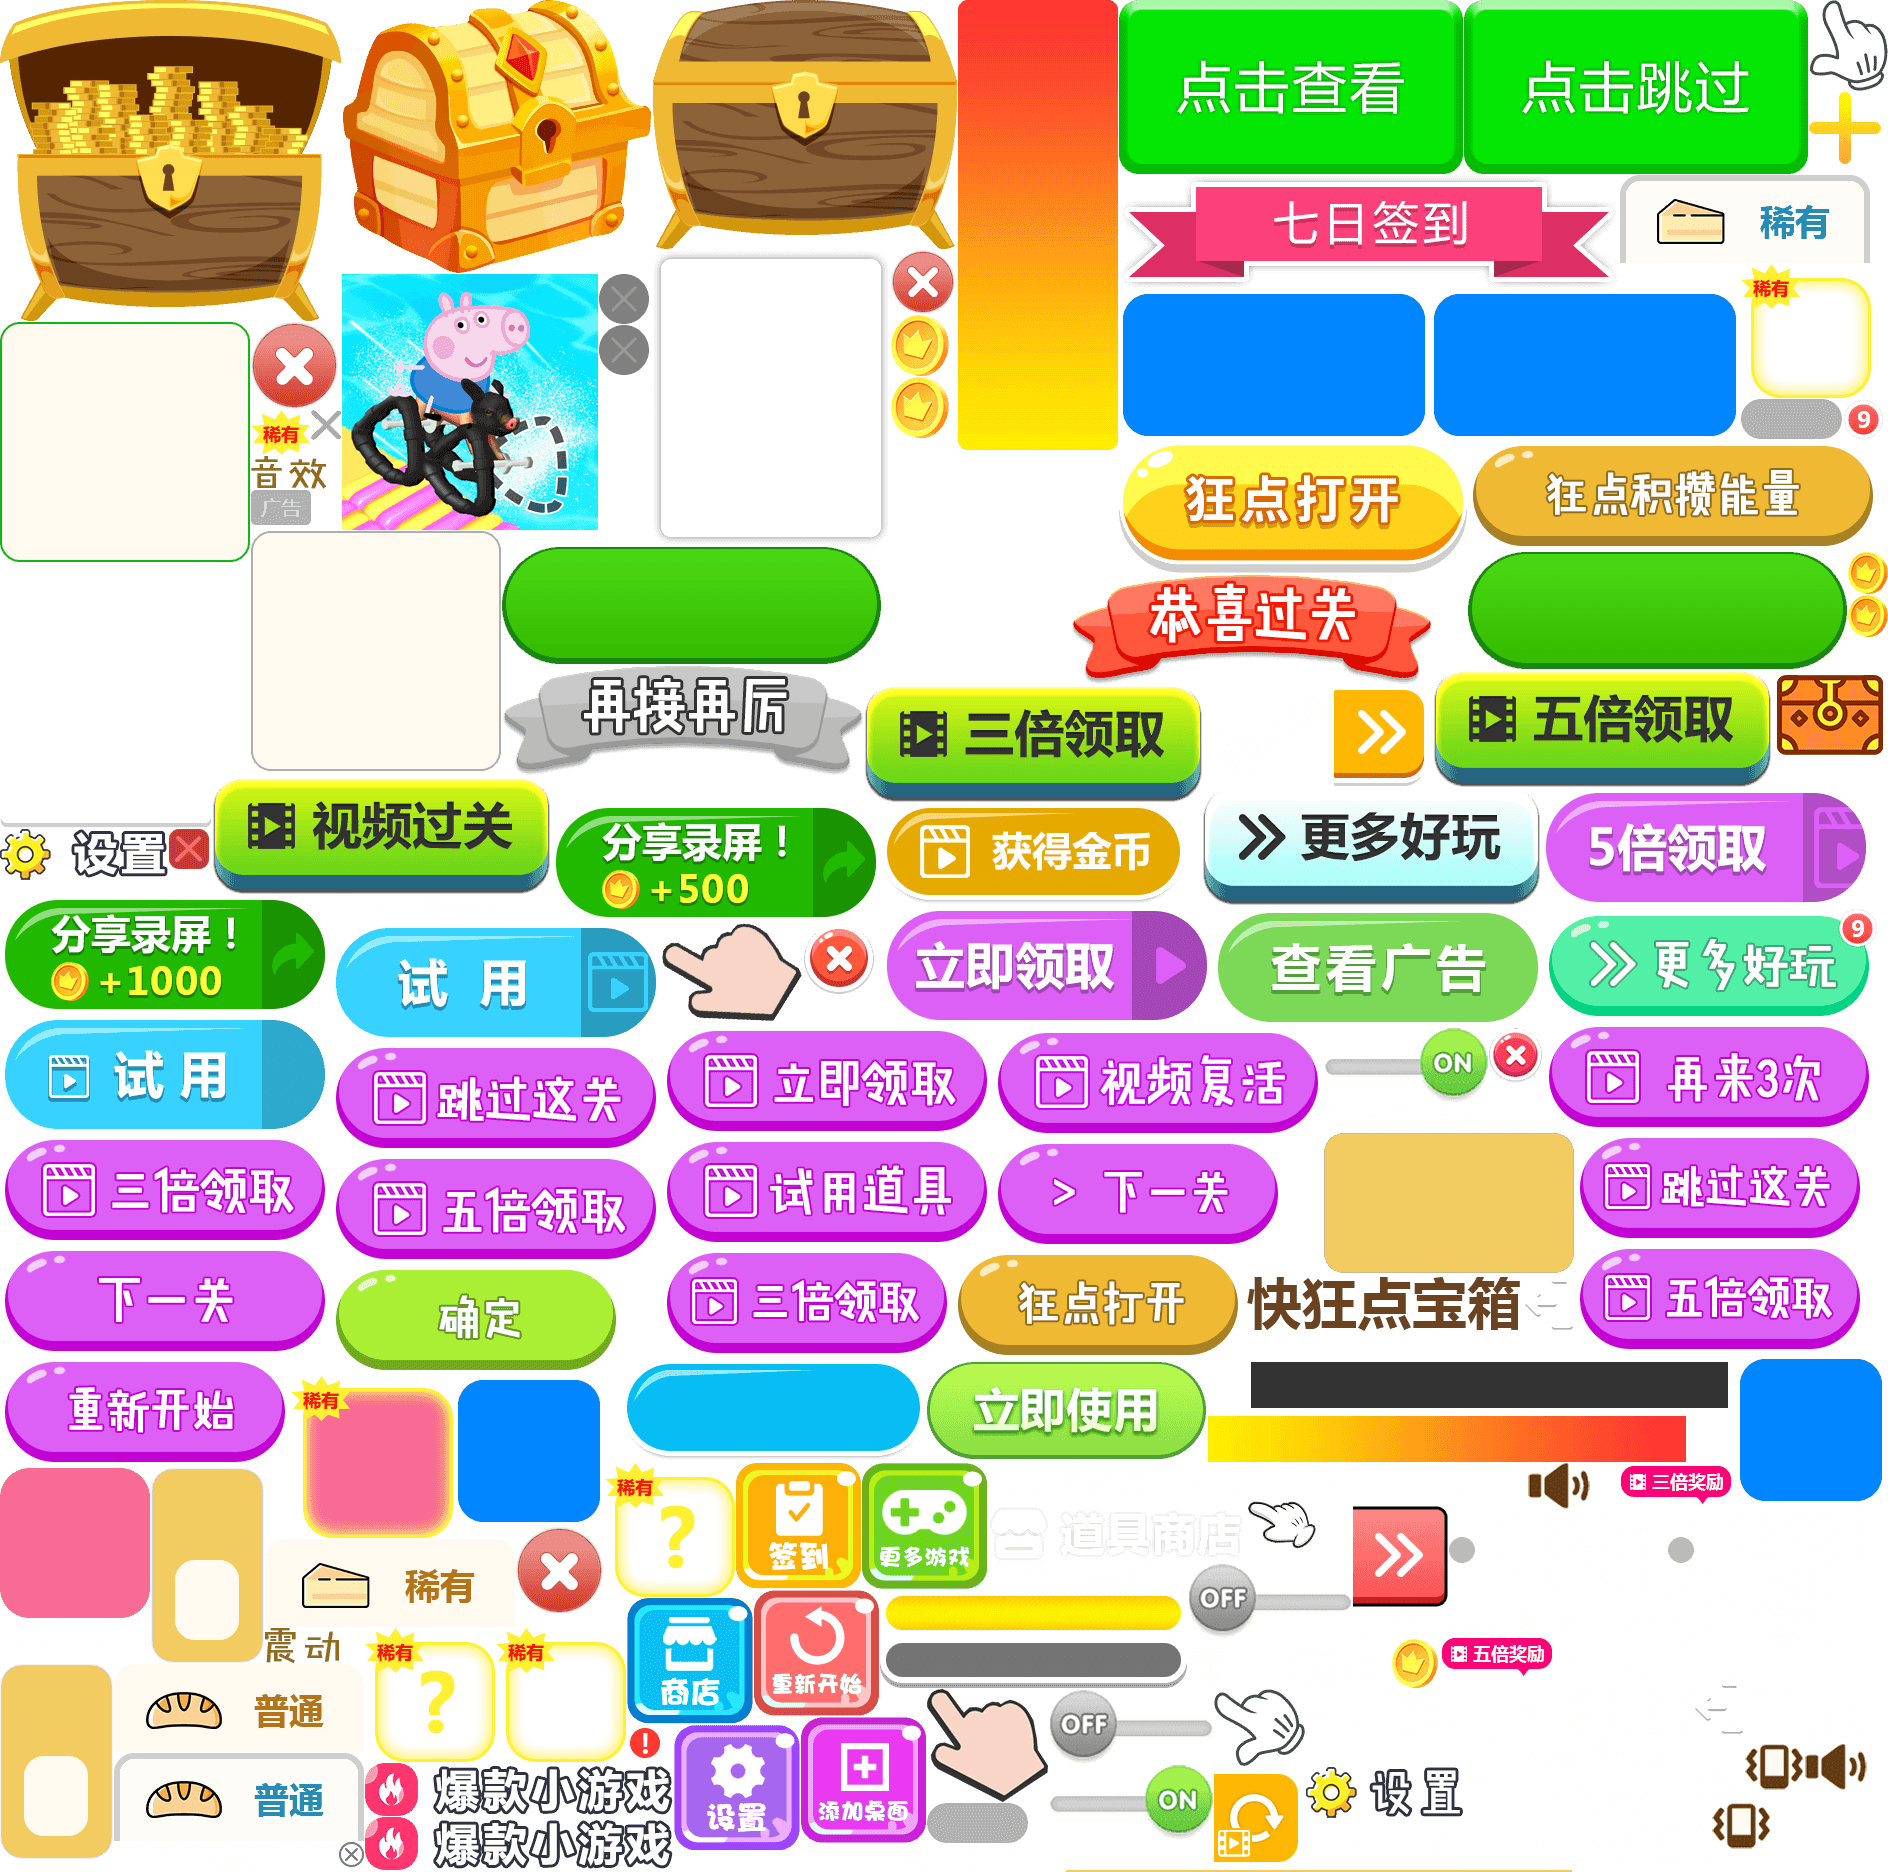 点击查看
点击跳过
七日签到
稀有
稀有
9
稀有
音效
广告
狂点打开
狂点积攒能量
恭喜过关
再接再厉
三倍领取
五倍领取
设置
视频过关
分享录屏！
+500
获得金币
更多好玩
5倍领取
分享录屏！
+1000
试 用
立即领取
查看广告
更多好玩
9
试 用
跳过这关
立即领取
视频复活
ON
再来3次
三倍领取
五倍领取
试用道具
> 下一关
跳过这关
下一关
确定
三倍领取
狂点打开
快狂点宝箱
五倍领取
重新开始
稀有
立即使用
稀有
?
签到
更多游戏
道具商店
三倍奖励
稀有
震动
OFF
稀有
?
稀有
商店
重新开始
五倍奖励
普通
OFF
!
普通
爆款小游戏
爆款小游戏
设置
添加桌面
ON
设置